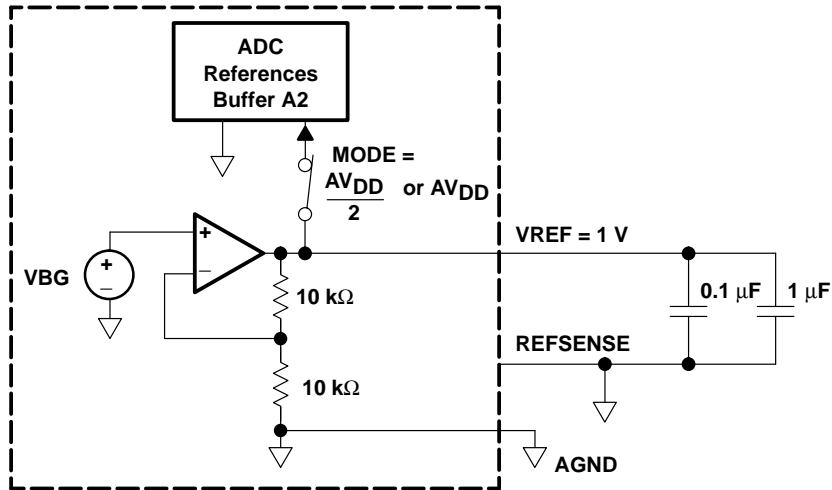 ADC
References
Buffer A2
MODE =
AVDD
2
or AVDD
VBG
+
−
+
−
10 kΩ
10 kΩ
VREF = 1 V
0.1 μF
1 μF
REFSENSE
AGND